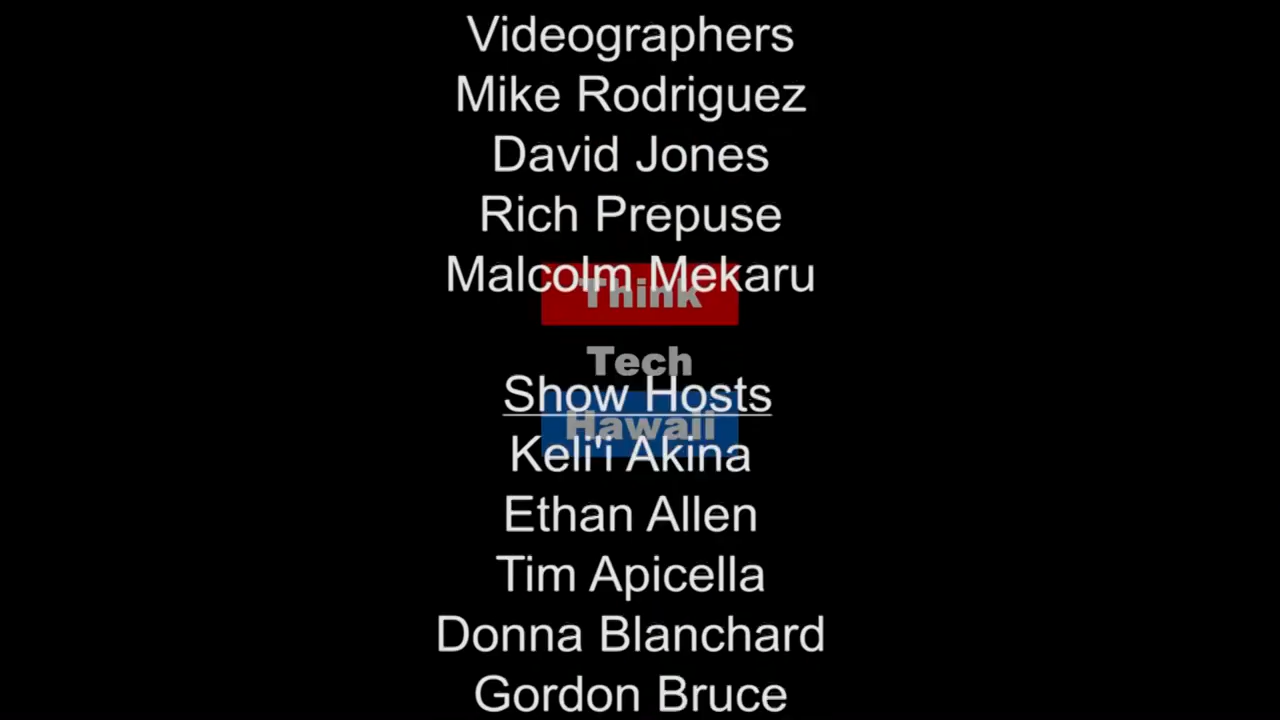 Videographers
Mike Rodriguez
David Jones
Rich Prepuse
Malcolm Mekaru
Think
Tech
Show Hosts
Hawaii
Keli'i Akina
Ethan Allen
Tim Apicella
Donna Blanchard
Gordon Bruce